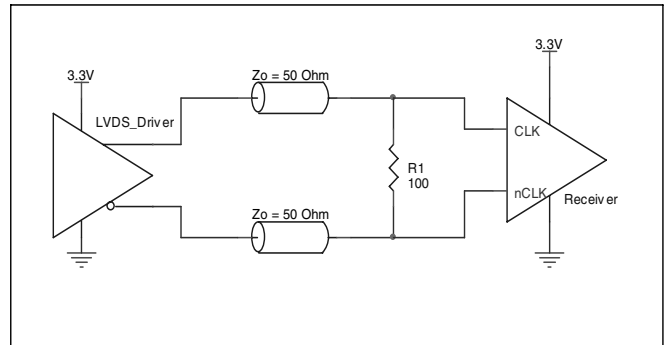 3.3V
LVDS_Driver
Zo = 50 Ohm
Zo = 50 Ohm
R1
100
3.3V
CLK
nCLK
Receiver